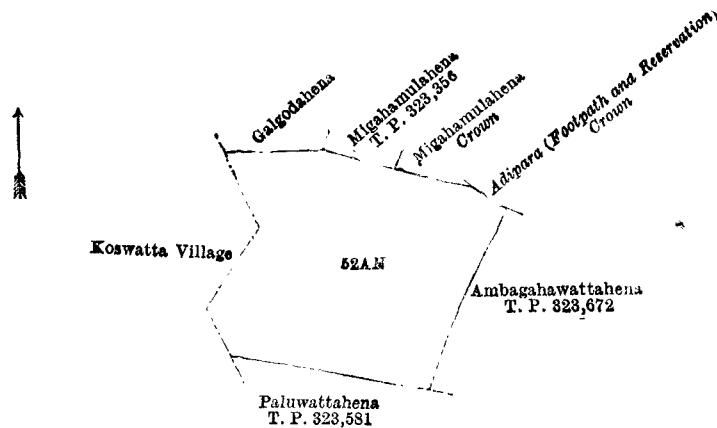 Galgodahena
Migahamulahena
T. P. 323,356
Migahamulahena
Crown
Adipara (Footpath and Reservation)
Crown
Koswatta Village
52AN
Ambagahawattahena
T. P. 323,672
Paluwattahena
T. P. 323,581